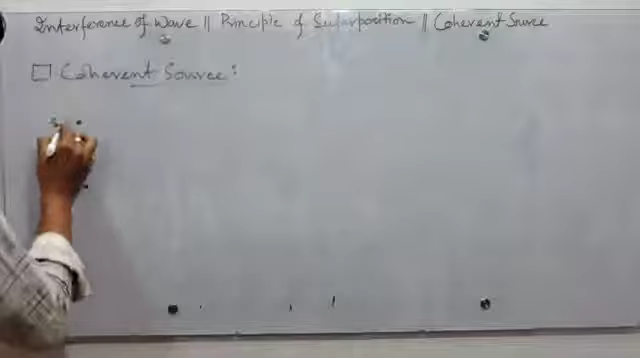 Interference of Wave || Principle of Superposition || Coherent Source
□ Coherent Source: